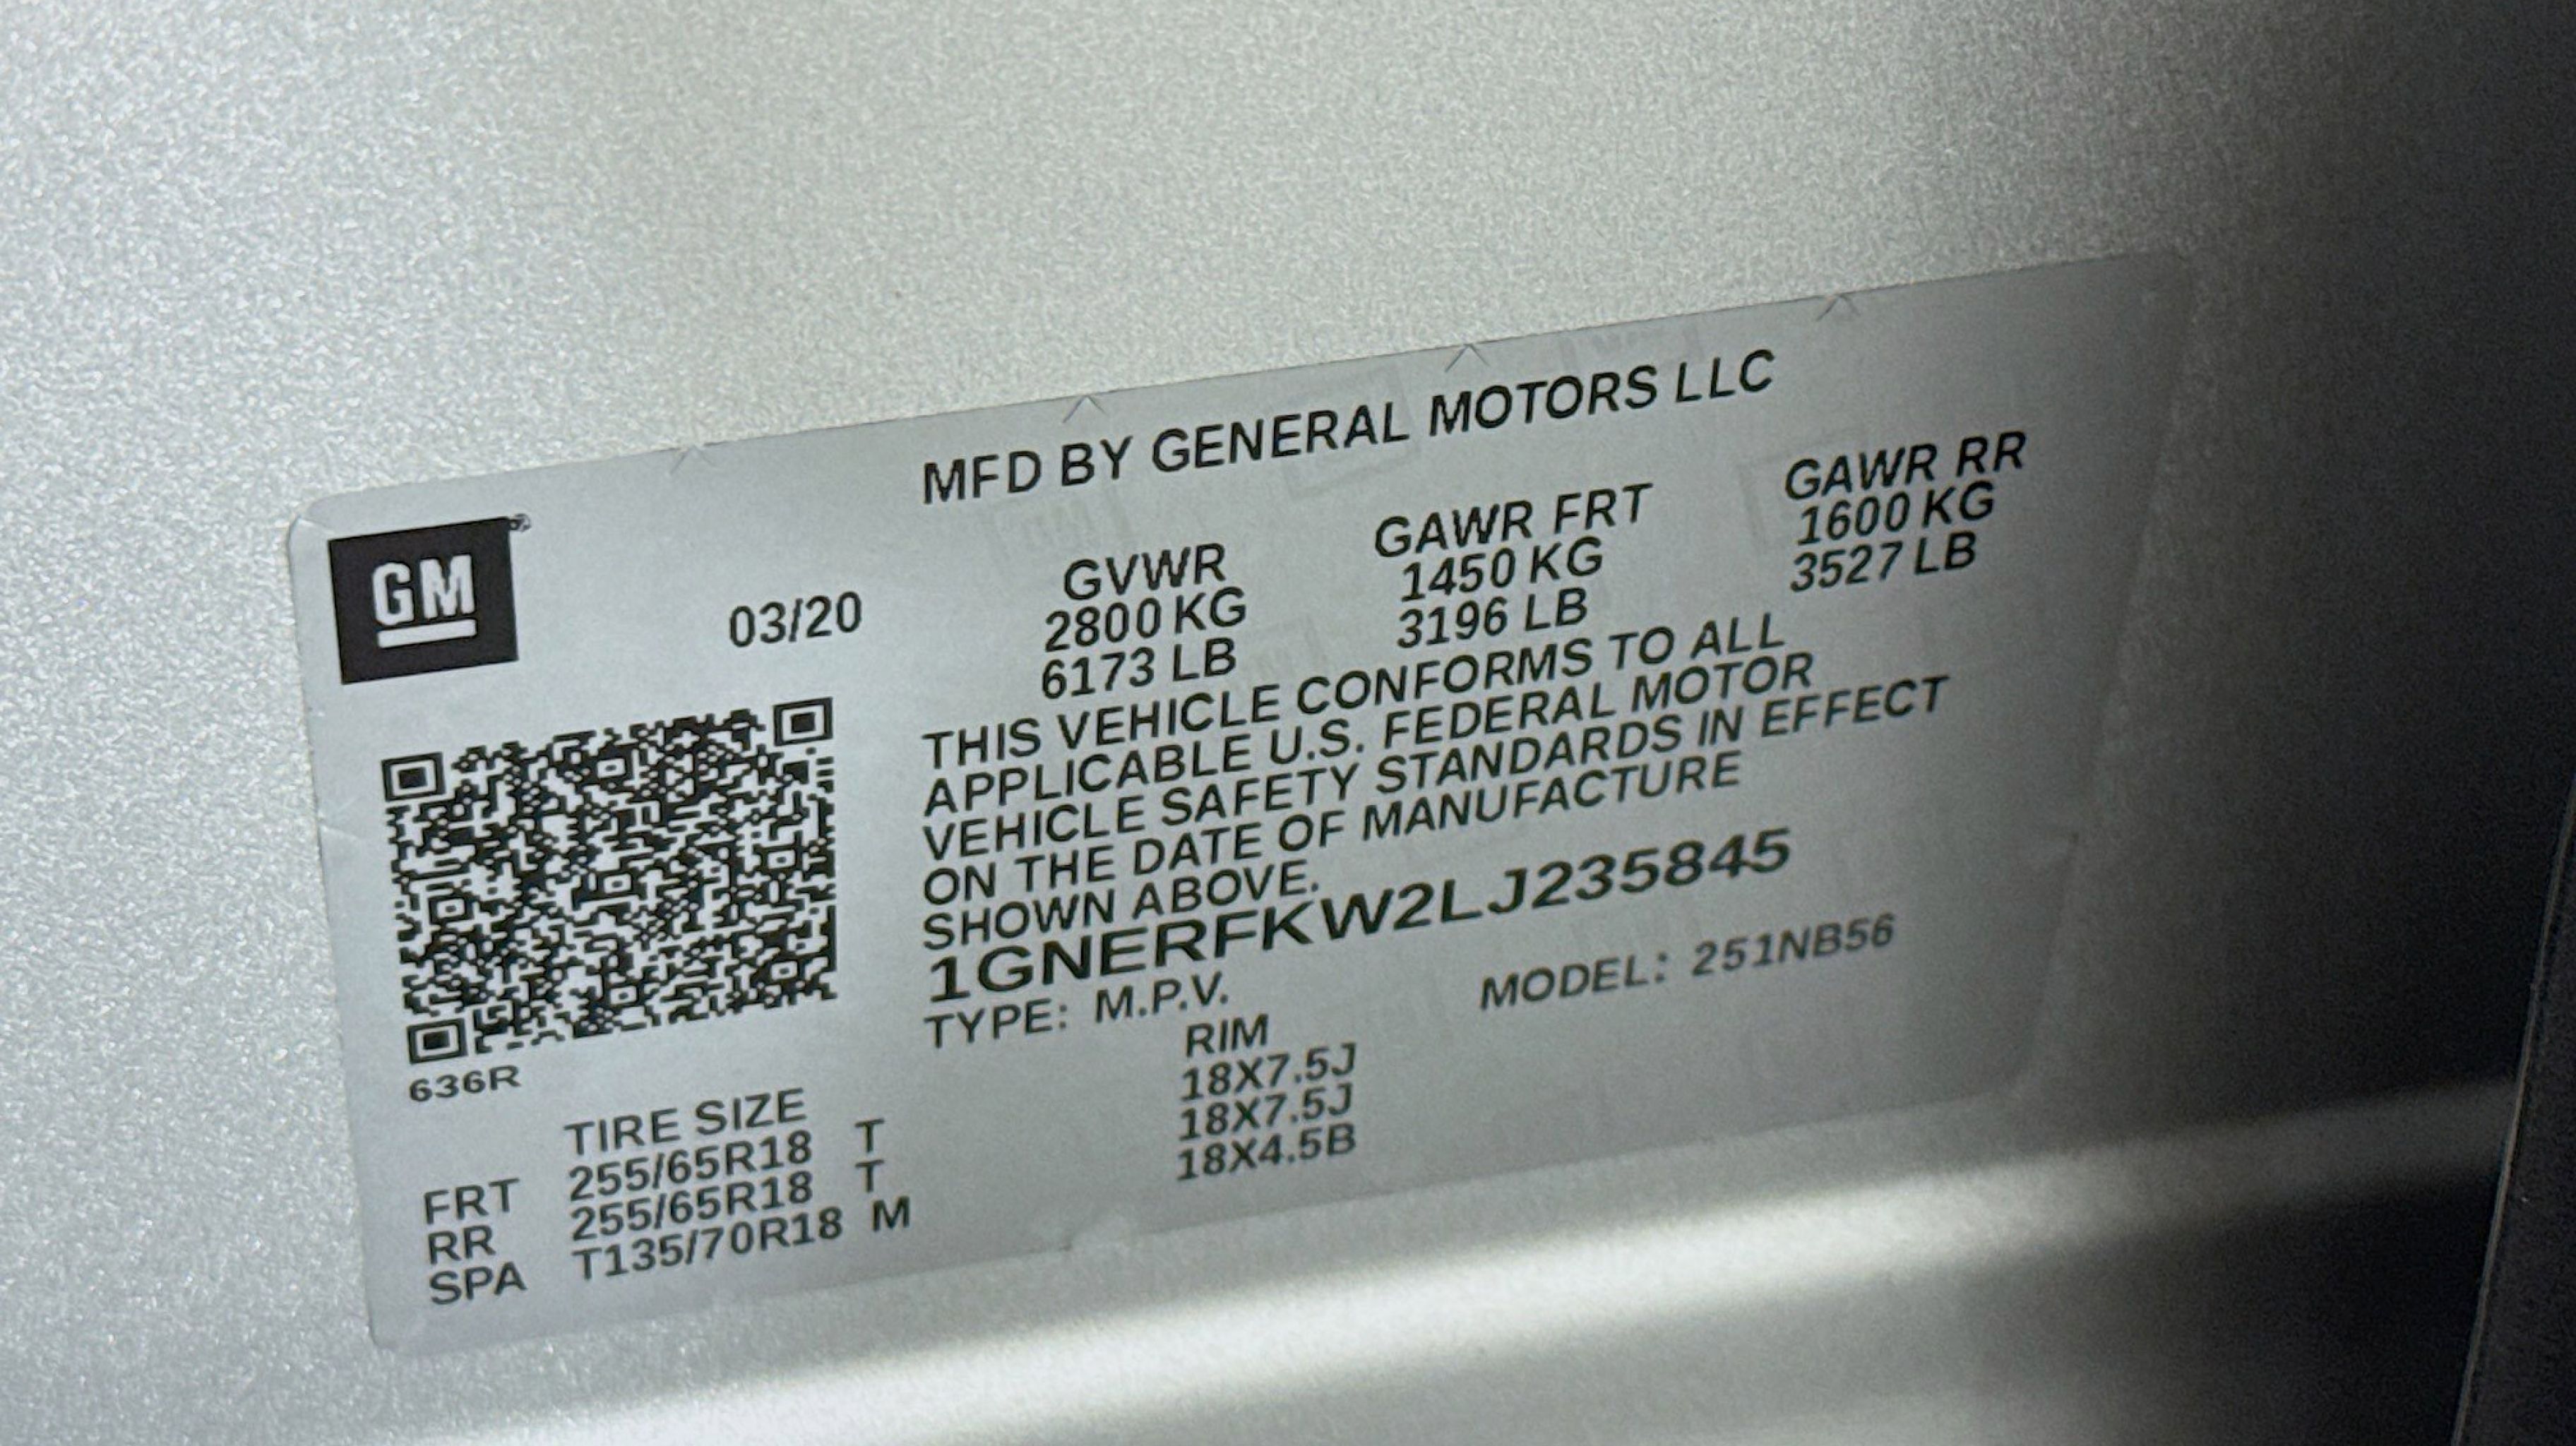 MFD BY GENERAL MOTORS LLC
GM
03/20
GVWR GAWR FRT GAWR RR
2800 KG 1450 KG 1600 KG
6173 LB 3196 LB 3527 LB
THIS VEHICLE CONFORMS TO ALL
APPLICABLE U.S. FEDERAL MOTOR
VEHICLE SAFETY STANDARDS IN EFFECT
ON THE DATE OF MANUFACTURE
SHOWN ABOVE.
1GNERFKW2LJ235845
TYPE: M.P.V. MODEL: 251NB56
636R
TIRE SIZE RIM
FRT 255/65R18 T 18X7.5J
RR 255/65R18 T 18X7.5J
SPA T135/70R18 M 18X4.5B